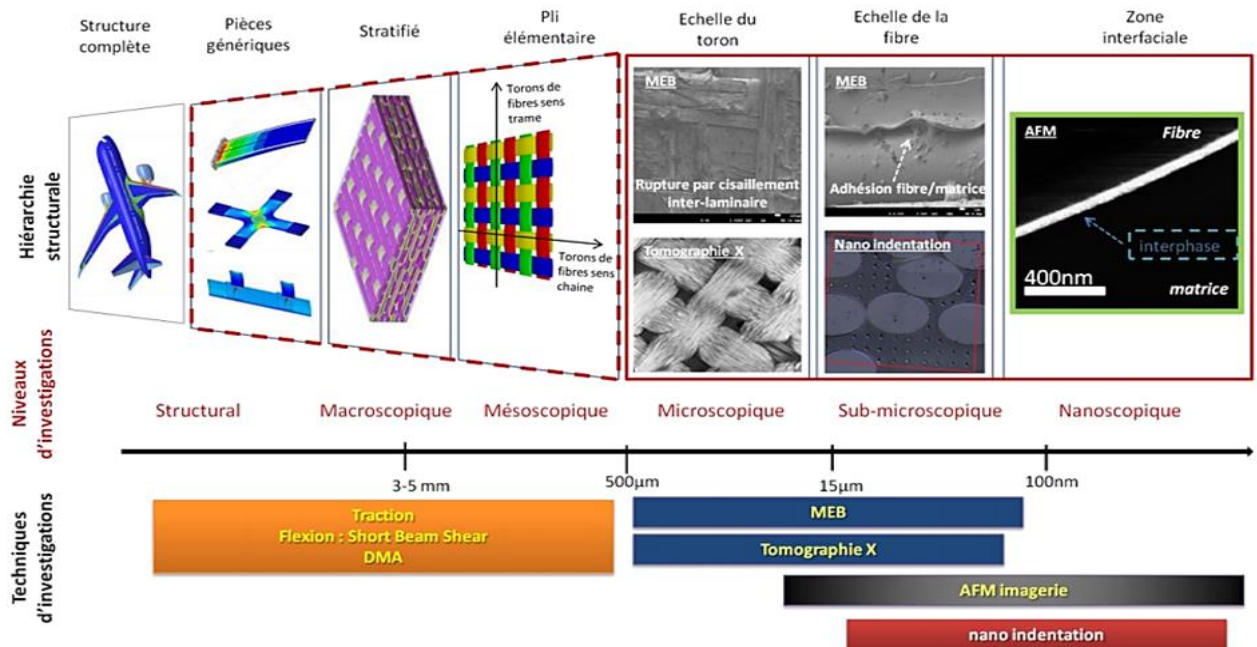 Structure
complète
Pièces
génériques
Stratifié
Pli
élémentaire
Echelle du
toron
Echelle de la
fibre
Zone
interfaciale
Hiérarchie
structurale
Torons de
fibres sens
trame
Torons de
fibres sens
chaine
MEB
Rupture par cisaillement
inter-laminaire
Tomographie X
MEB
Adhésion fibre/matrice
Nano indentation
AFM
Fibre
interphase
400nm
matrice
Niveaux
d'investigations
Structural
Macroscopique
Mésoscopique
Microscopique
Sub-microscopique
Nanoscopique
3-5 mm
500µm
15µm
100nm
Techniques
d'investigations
Traction
Flexion : Short Beam Shear
DMA
MEB
Tomographie X
AFM imagerie
nano indentation